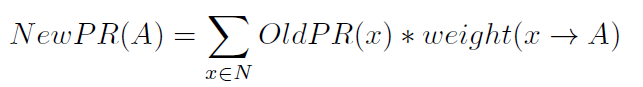 NewPR(A) = ∑ OldPR(x) * weight(x → A)
x∈N